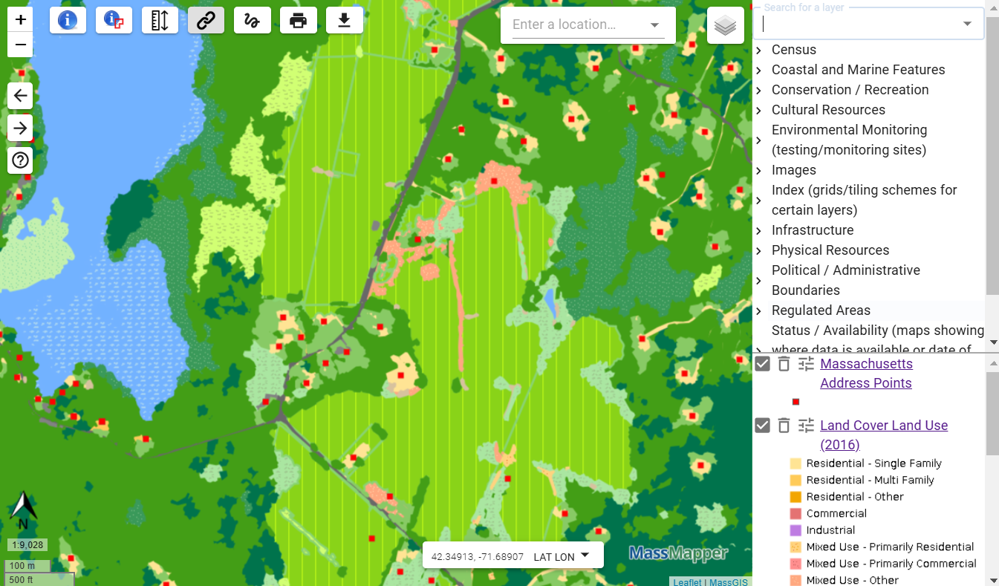 +
−
Enter a location...
Search for a layer
Census
Coastal and Marine Features
Conservation / Recreation
Cultural Resources
Environmental Monitoring
(testing/monitoring sites)
Images
Index (grids/tiling schemes for
certain layers)
Infrastructure
Physical Resources
Political / Administrative
Boundaries
Regulated Areas
Status / Availability (maps showing
where data is available or date of
Massachusetts
Address Points
Land Cover Land Use
(2016)
Residential - Single Family
Residential - Multi Family
Residential - Other
Commercial
Industrial
Mixed Use - Primarily Residential
Mixed Use - Primarily Commercial
Mixed Use - Other
N
1:9,028
100 m
500 ft
42.34913, -71.68907 LAT LON
MassMapper
Leaflet | MassGIS